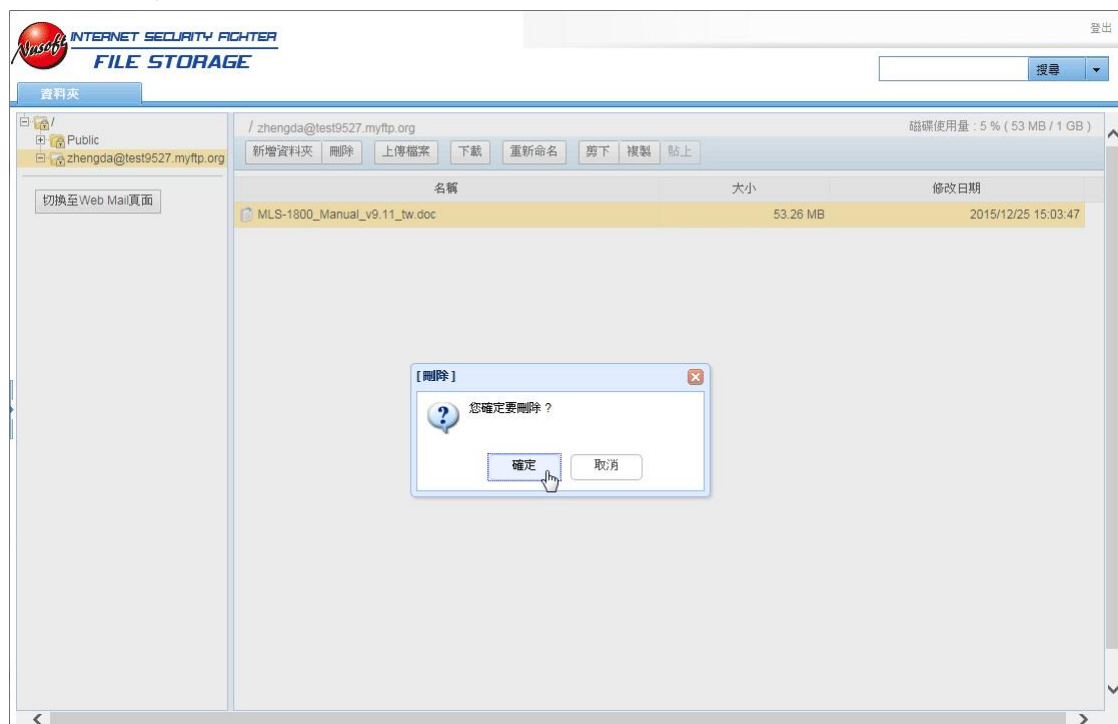 Nusoft INTERNET SECURITY FIGHTER
FILE STORAGE
登出
搜尋
資料夾
/
Public
zhengda@test9527.myftp.org
切換至Web Mail頁面
/ zhengda@test9527.myftp.org
磁碟使用量 : 5 % ( 53 MB / 1 GB )
新增資料夾 刪除 上傳檔案 下載 重新命名 剪下 複製 貼上
名稱 大小 修改日期
MLS-1800_Manual_v9.11_tw.doc 53.26 MB 2015/12/25 15:03:47
[ 刪除 ]
您確定要刪除 ?
確定 取消